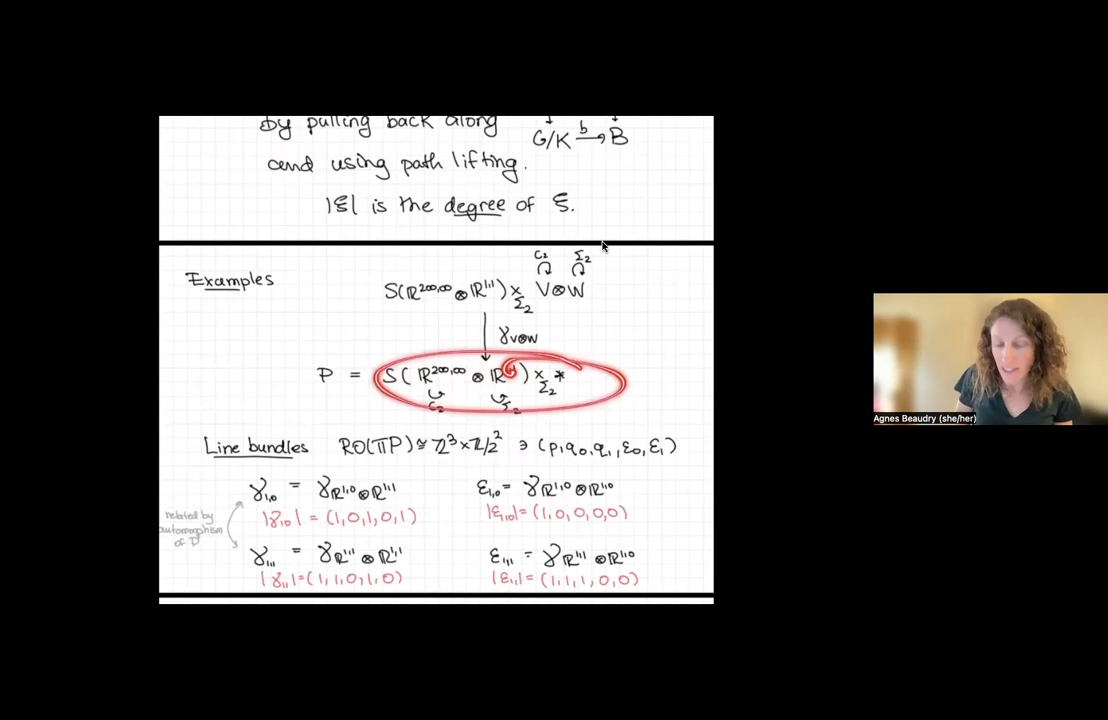 by pulling back along G/K →b B
and using path lifting.
|ξ| is the degree of ξ.
Examples
C₂ Σ₂
S(ℝ^{2∞,∞} ⊗ ℝ^{1,1}) ×_{Σ₂} V⊗W
↓ γ_{V⊗W}
P = S(ℝ^{2∞,∞} ⊗ ℝ^{1,1}) ×_{Σ₂} *
C₂ Σ₂
Line bundles RO(ΠP) ≅ ℤ³ × ℤ/2² ∋ (p, q₀, q₁, ε₀, ε₁)
γ_{1,0} = γ_{ℝ^{1,0} ⊗ ℝ^{1,1}} ε_{1,0} = γ_{ℝ^{1,0} ⊗ ℝ^{1,0}}
|γ_{1,0}| = (1,0,1,0,1) |ε_{1,0}| = (1,0,0,0,0)
related by
automorphism
of P
γ_{1,1} = γ_{ℝ^{1,1} ⊗ ℝ^{1,1}} ε_{1,1} = γ_{ℝ^{1,1} ⊗ ℝ^{1,0}}
|γ_{1,1}| = (1,1,0,1,0) |ε_{1,1}| = (1,1,1,0,0)
Agnes Beaudry (she/her)